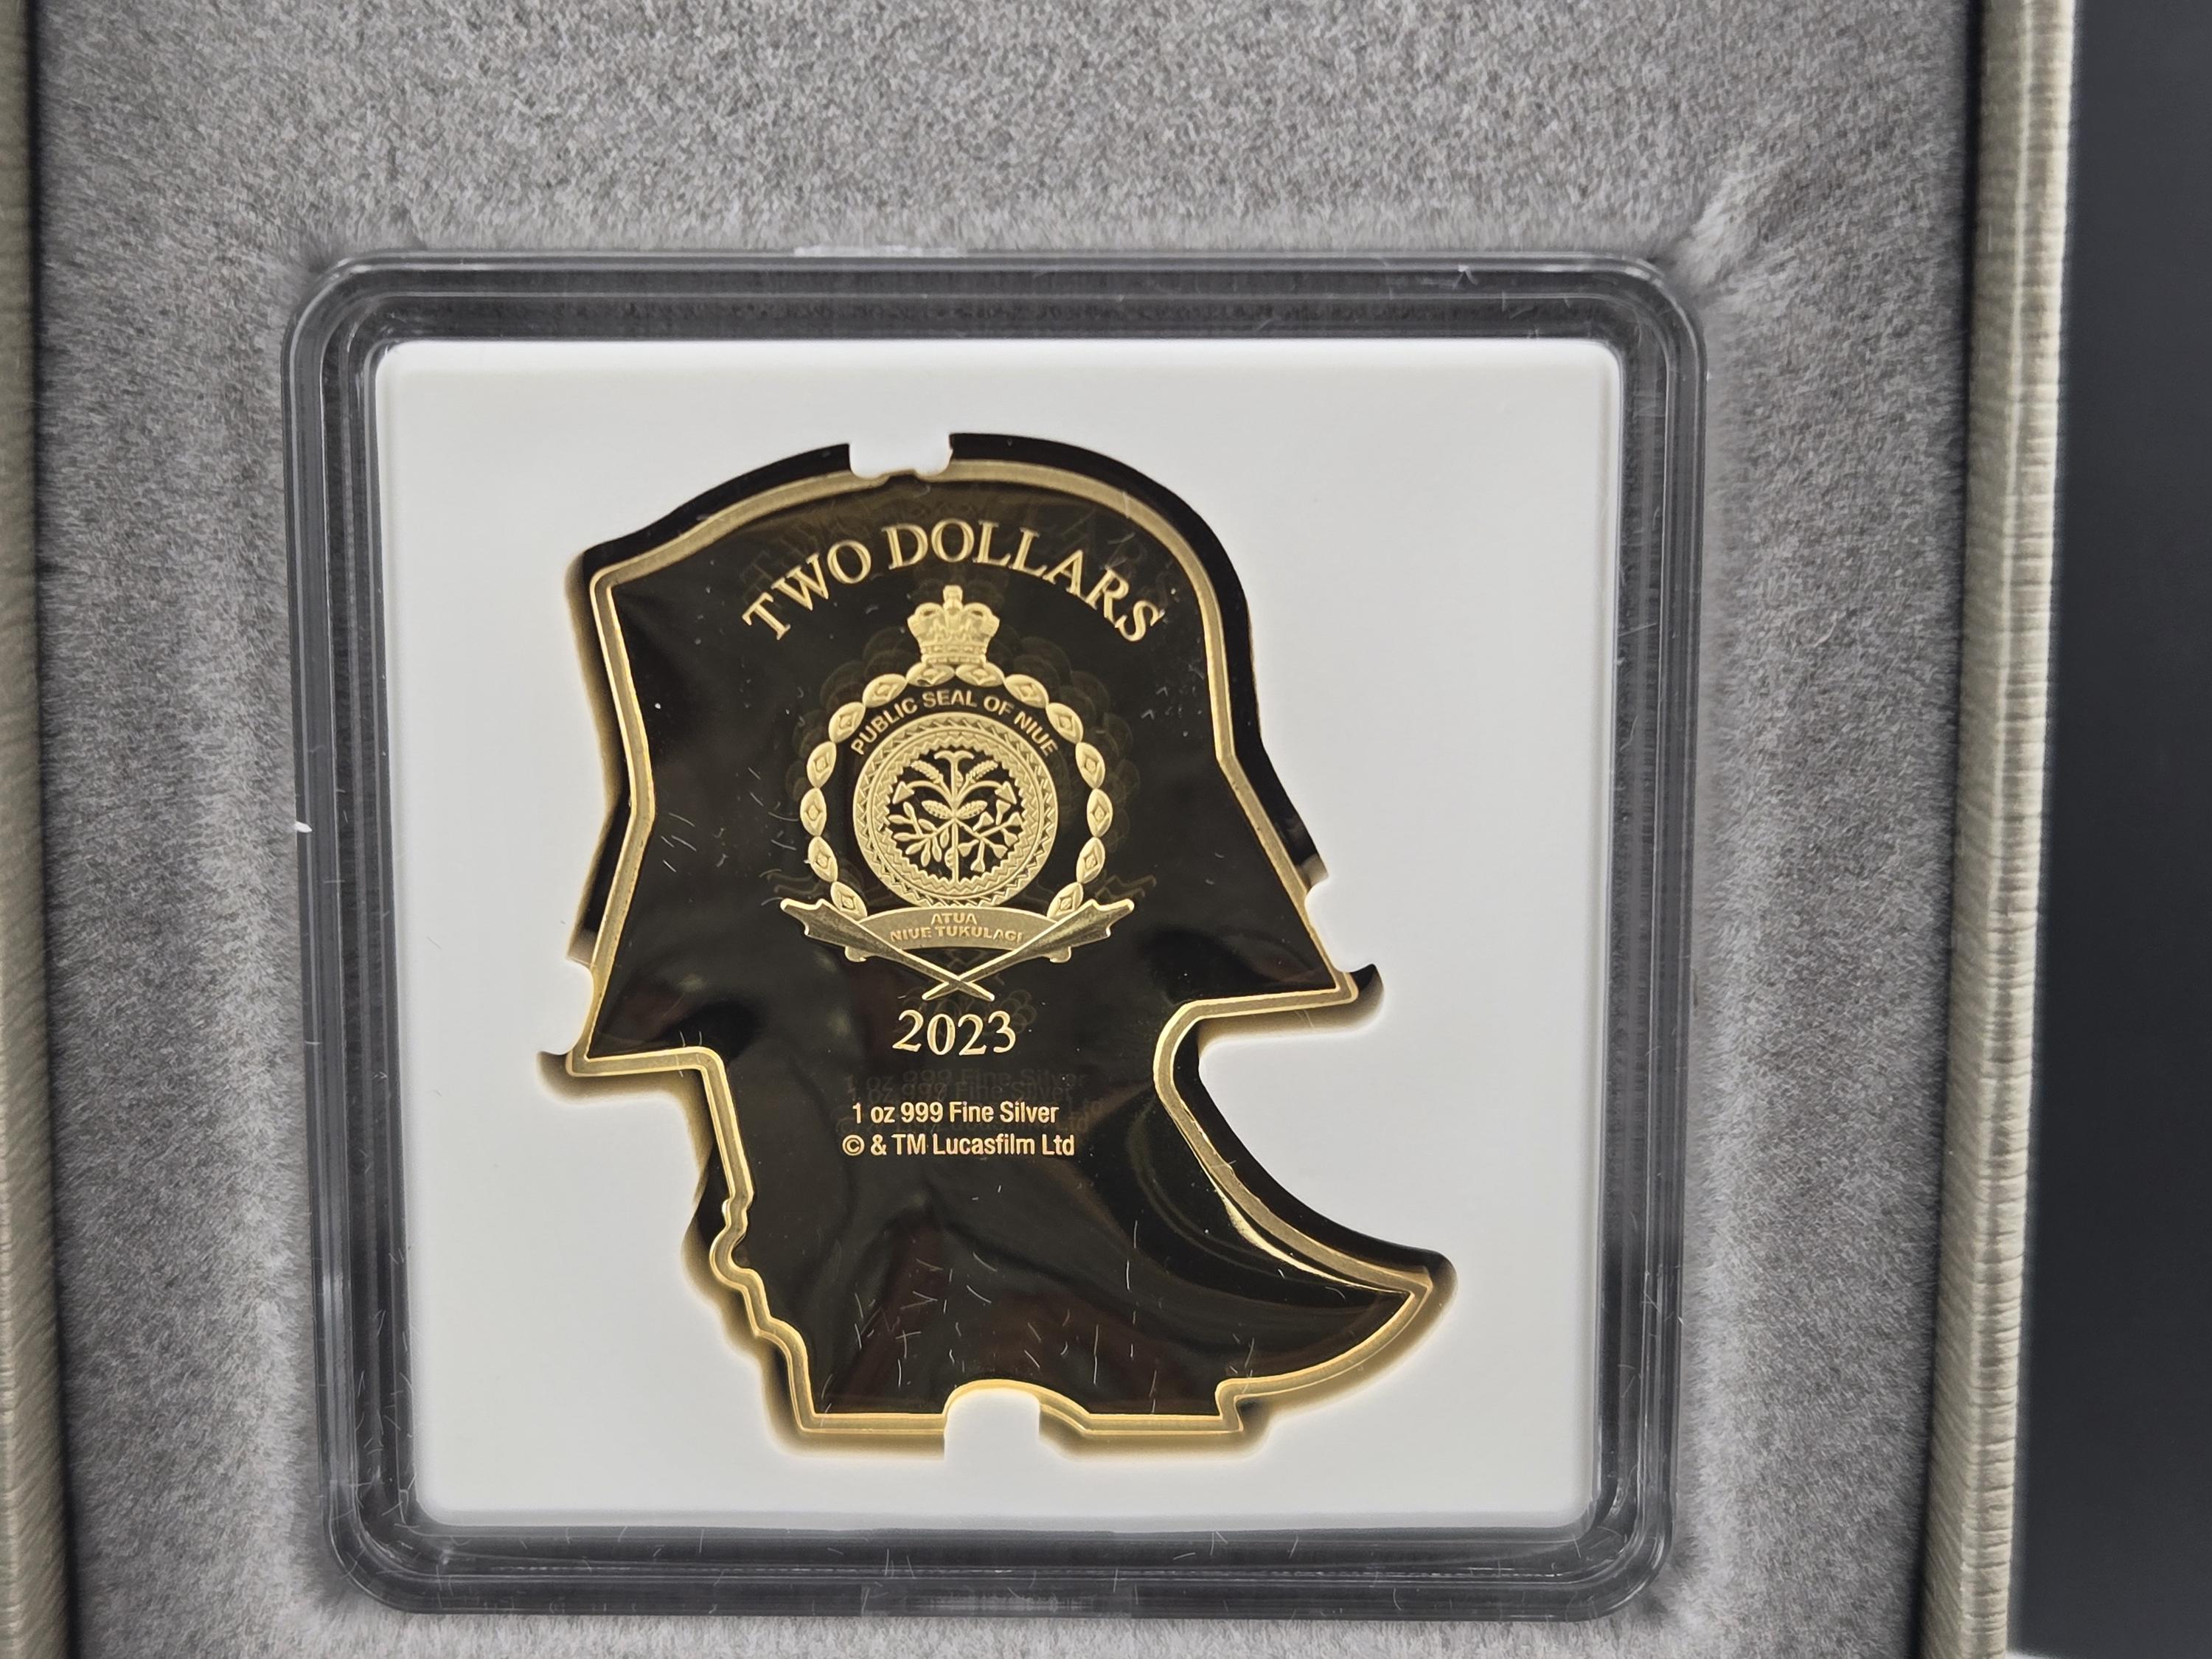 TWO DOLLARS
PUBLIC SEAL OF NIUE
ATUA
NIUE TUKULAGI
2023
1 oz 999 Fine Silver
© & TM Lucasfilm Ltd